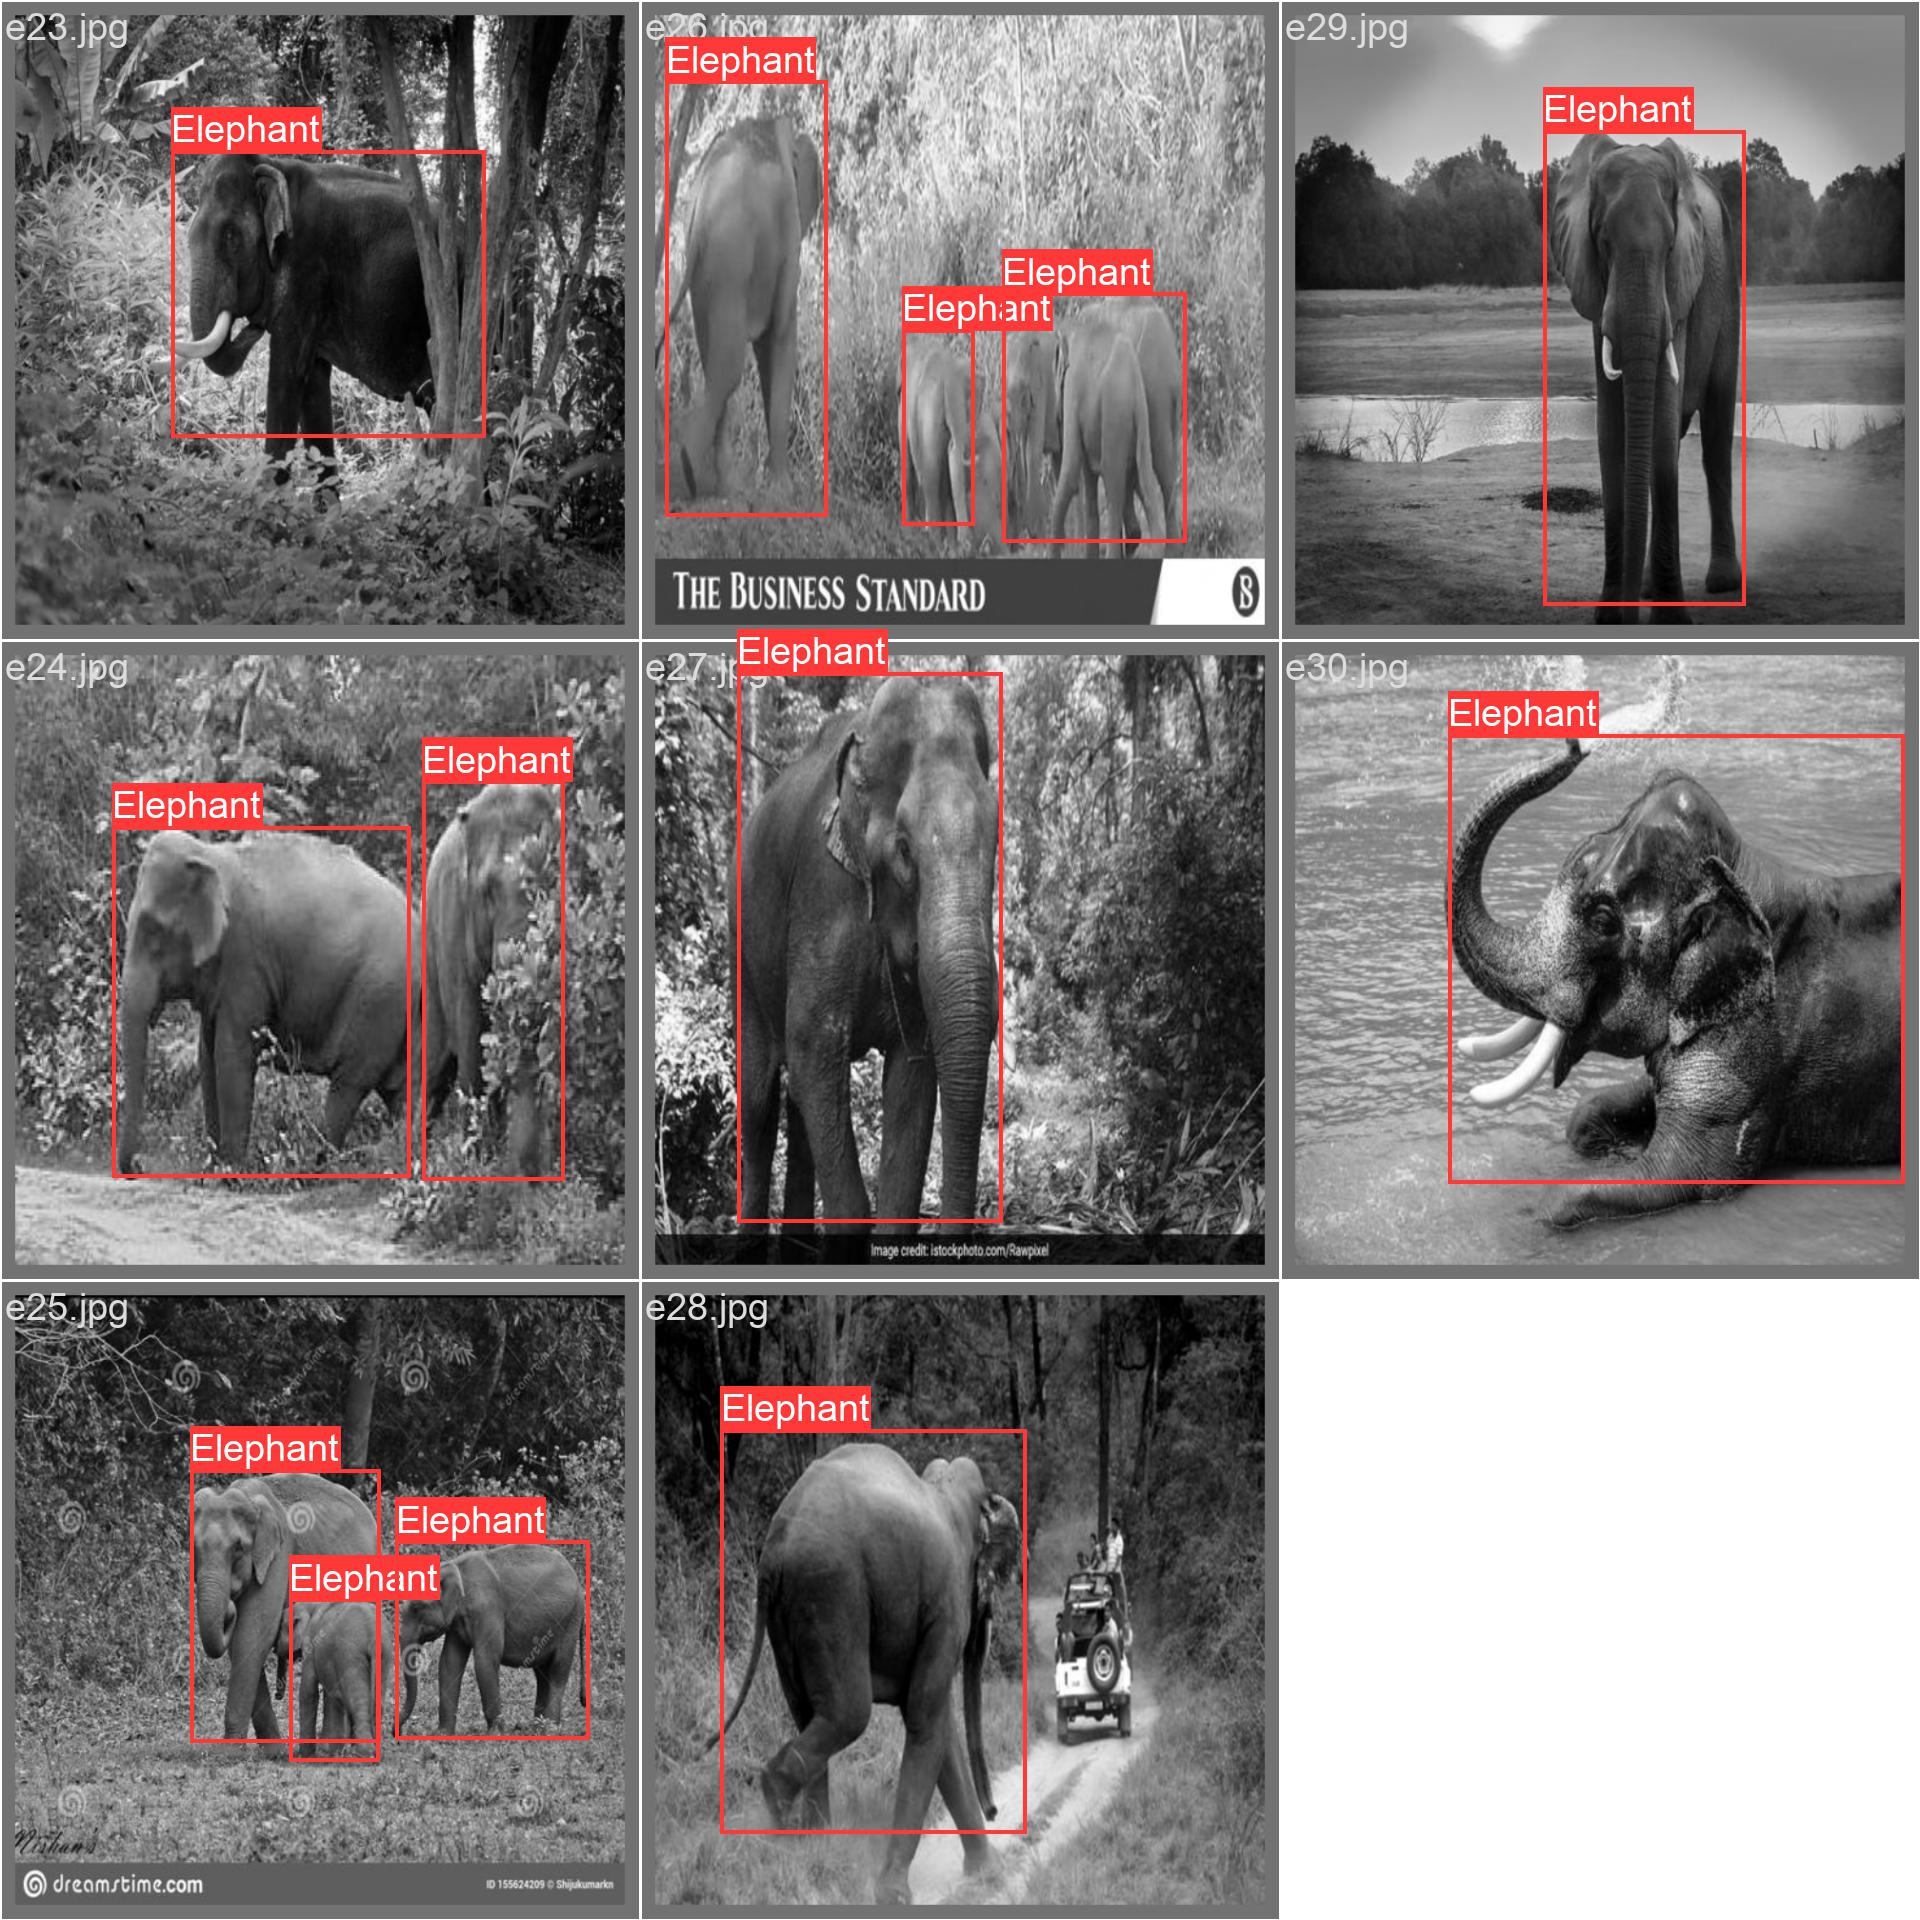 e23.jpg
Elephant
e26.jpg
Elephant
Elephant
Elephant
THE BUSINESS STANDARD
B
e29.jpg
Elephant
e24.jpg
Elephant
Elephant
e27.jpg
Elephant
Image credit: istockphoto.com/Rawpixel
e30.jpg
Elephant
e25.jpg
Elephant
Elephant
Elephant
Nishan's
dreamstime.com
ID 155624209 © Shijukumarkn
e28.jpg
Elephant